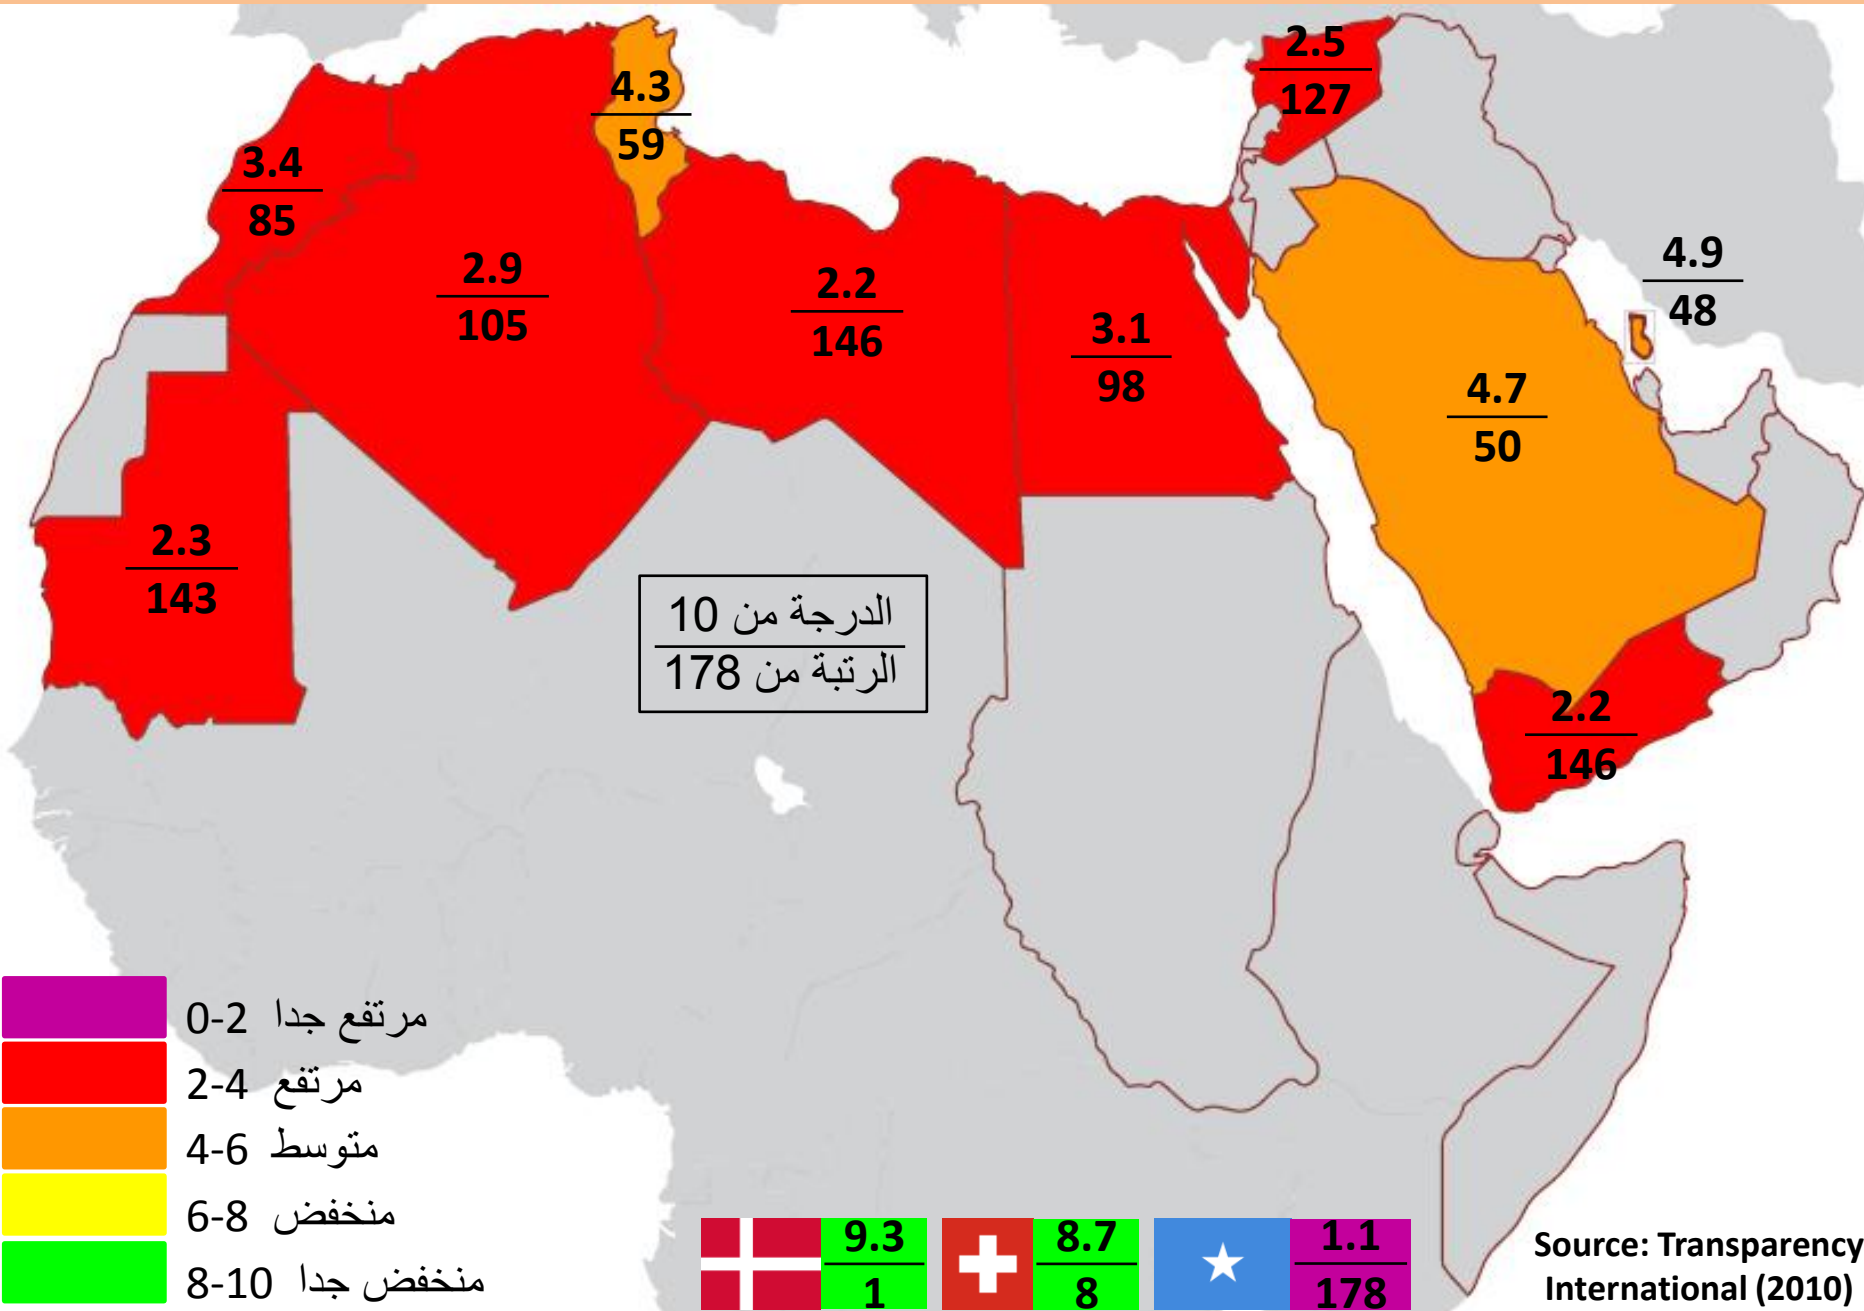 2.5
127
4.3
59
3.4
85
4.9
48
2.9
105
2.2
146
3.1
98
4.7
50
2.3
143
الدرجة من 10
الرتبة من 178
2.2
146
مرتفع جدا 0-2
مرتفع 2-4
متوسط 4-6
منخفض 6-8
منخفض جدا 8-10
9.3
1
8.7
8
1.1
178
Source: Transparency
International (2010)